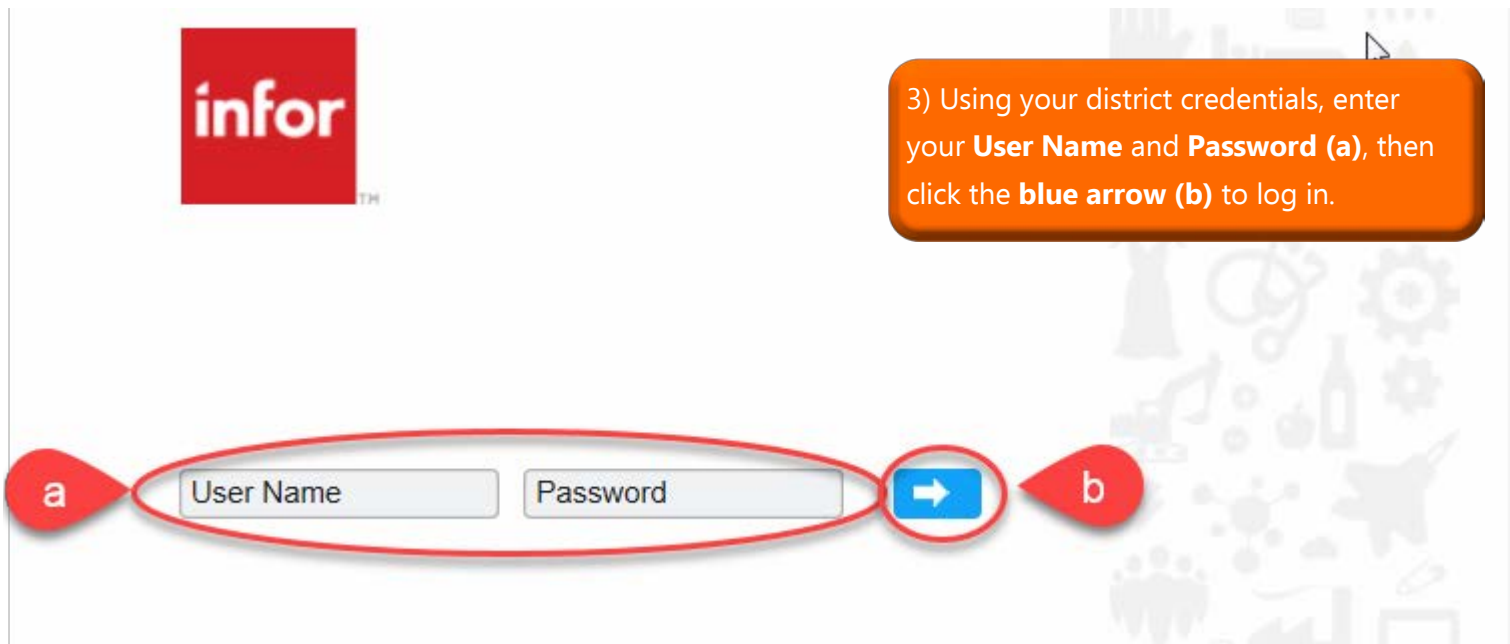 infor
TM
3) Using your district credentials, enter
your User Name and Password (a), then
click the blue arrow (b) to log in.
a
User Name
Password
b